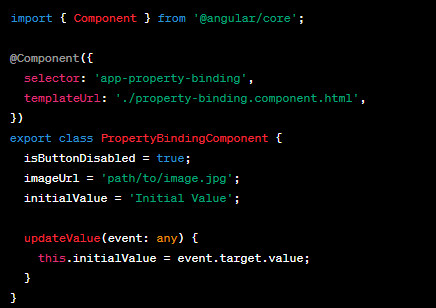 import { Component } from '@angular/core';
@Component({
selector: 'app-property-binding',
templateUrl: './property-binding.component.html',
})
export class PropertyBindingComponent {
isButtonDisabled = true;
imageUrl = 'path/to/image.jpg';
initialValue = 'Initial Value';
updateValue(event: any) {
this.initialValue = event.target.value;
}
}